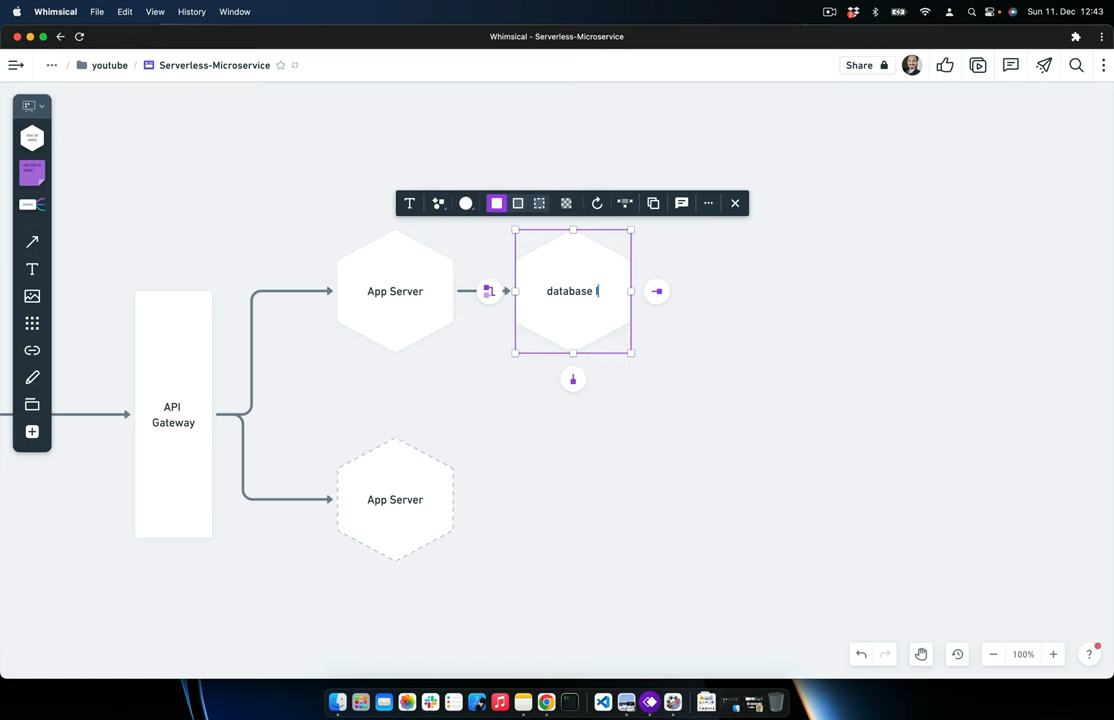 Whimsical File Edit View History Window
Sun 11. Dec 12:43
Whimsical - Serverless-Microservice
... / youtube / Serverless-Microservice
Share
T
App Server
database
API
Gateway
App Server
100%
?